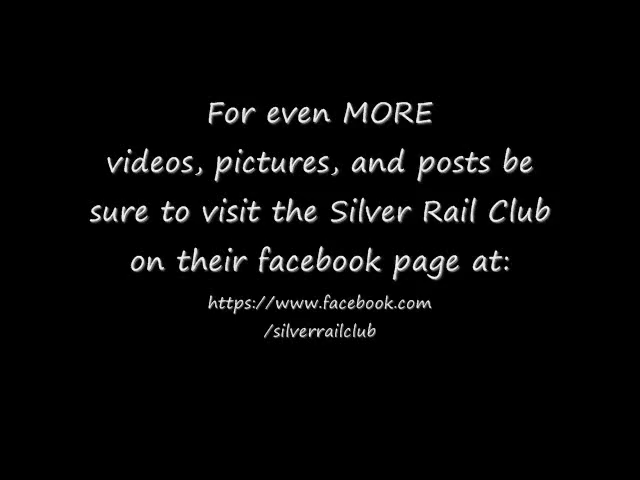 For even MORE
videos, pictures, and posts be
sure to visit the Silver Rail Club
on their facebook page at:
https://www.facebook.com
/silverrailclub